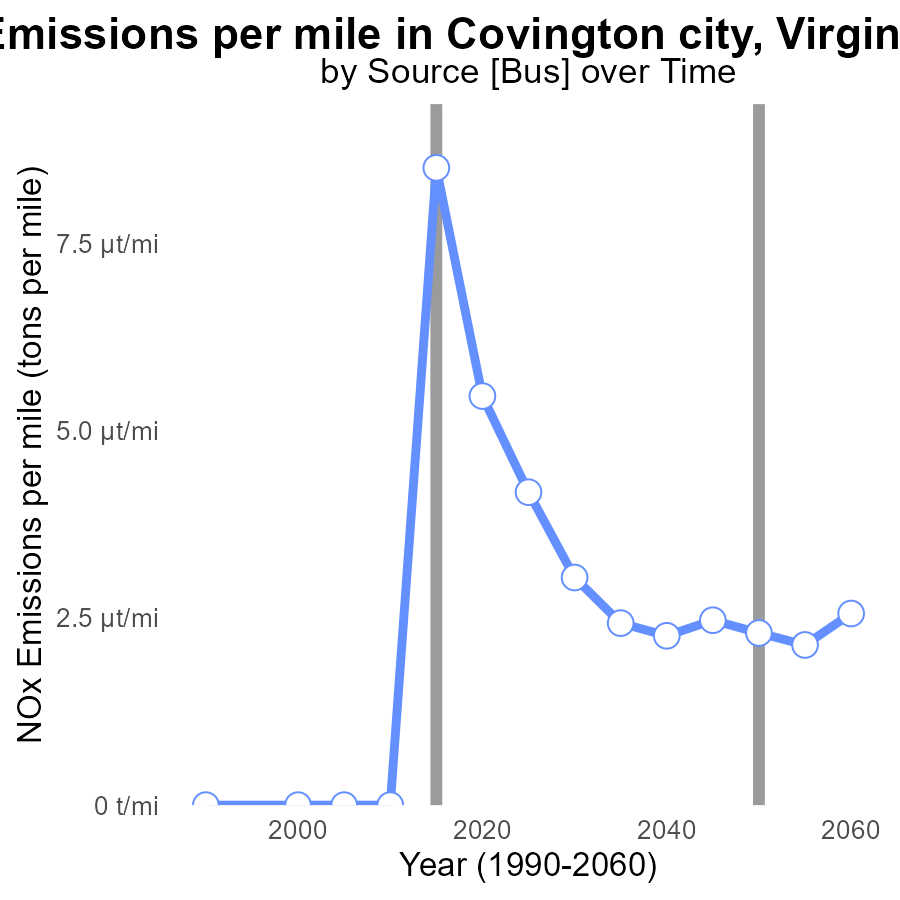 Emissions per mile in Covington city, Virgin
by Source [Bus] over Time
NOx Emissions per mile (tons per mile)
7.5 µt/mi
5.0 µt/mi
2.5 µt/mi
0 t/mi
2000 2020 2040 2060
Year (1990-2060)